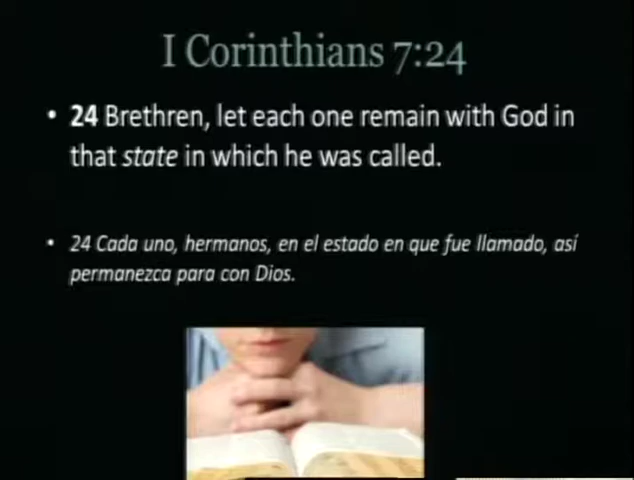 I Corinthians 7:24
• 24 Brethren, let each one remain with God in
that state in which he was called.
• 24 Cada uno, hermanos, en el estado en que fue llamado, así
permanezca para con Dios.